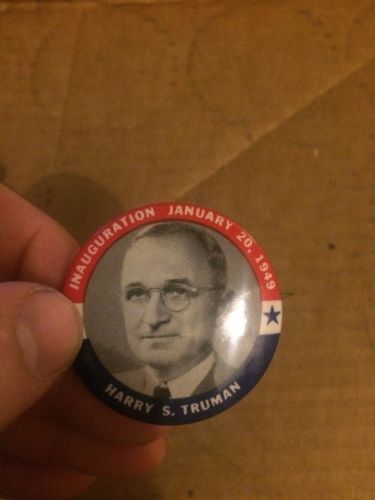 INAUGURATION JANUARY 20, 1949
HARRY S. TRUMAN